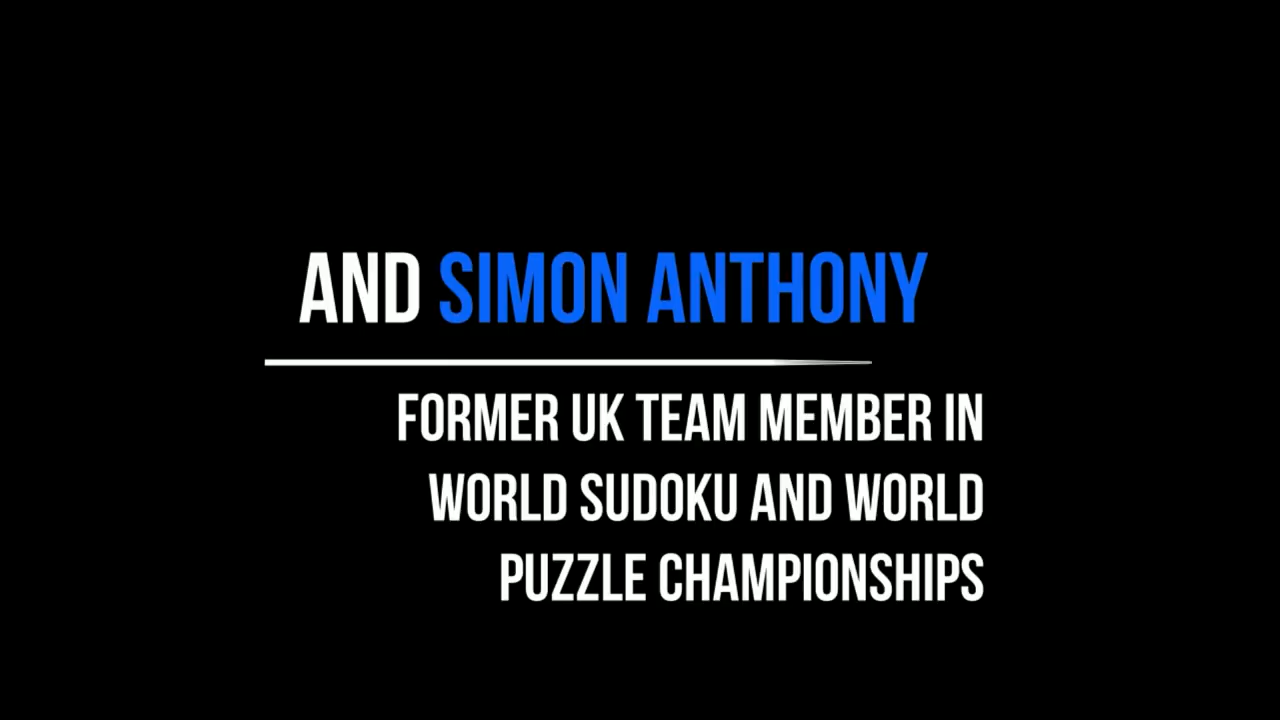 AND SIMON ANTHONY
FORMER UK TEAM MEMBER IN
WORLD SUDOKU AND WORLD
PUZZLE CHAMPIONSHIPS